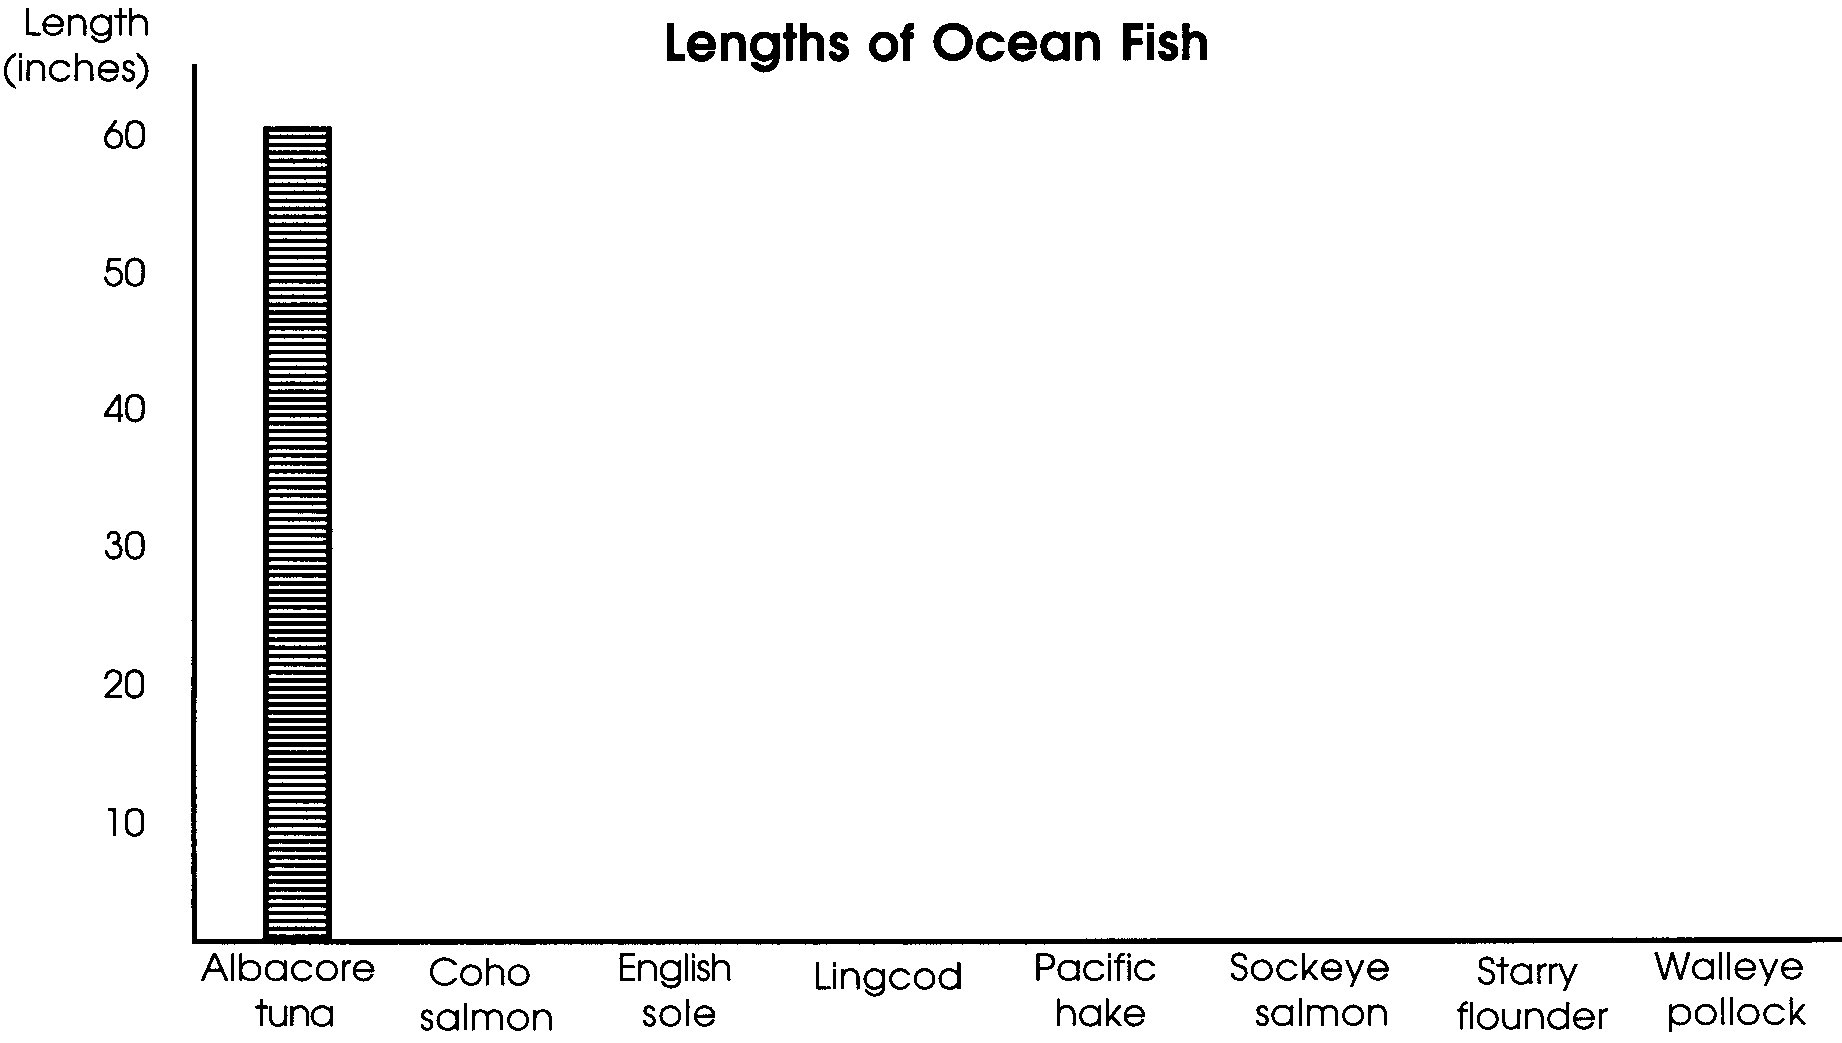 Length
(inches)
Lengths of Ocean Fish
60
50
40
30
20
10
Albacore
tuna
Coho
salmon
English
sole
Lingcod
Pacific
hake
Sockeye
salmon
Starry
flounder
Walleye
pollock